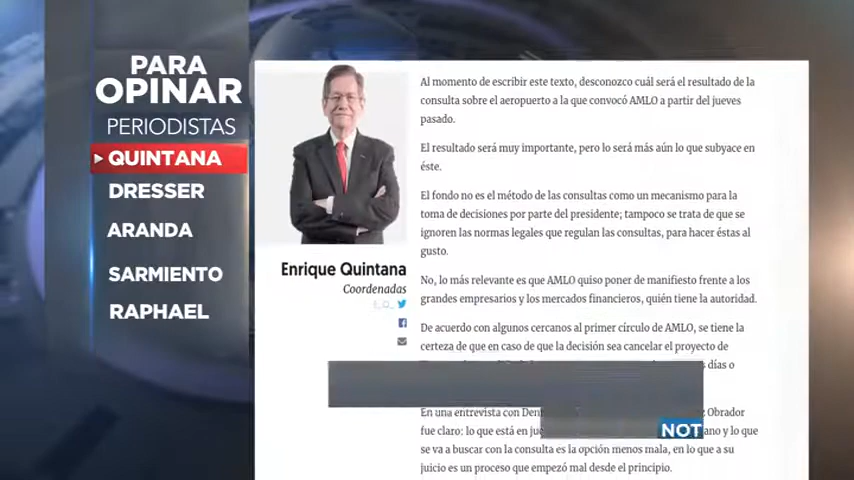 PARA
OPINAR
PERIODISTAS
QUINTANA
DRESSER
ARANDA
SARMIENTO
RAPHAEL
Enrique Quintana
Coordenadas
Al momento de escribir este texto, desconozco cuál será el resultado de la
consulta sobre el aeropuerto a la que convocó AMLO a partir del jueves
pasado.
El resultado será muy importante, pero lo será más aún lo que subyace en
éste.
El fondo no es el método de las consultas como un mecanismo para la
toma de decisiones por parte del presidente; tampoco se trata de que se
ignoren las normas legales que regulan las consultas, para hacer éstas al
gusto.
No, lo más relevante es que AMLO quiso poner de manifiesto frente a los
grandes empresarios y los mercados financieros, quién tiene la autoridad.
De acuerdo con algunos cercanos al primer círculo de AMLO, se tiene la
certeza de que en caso de que la decisión sea cancelar el proyecto de
días o
En una entrevista con Obrador
fue claro: lo que está en y lo que
se va a buscar con la consulta es la opción menos mala, en lo que a su
juicio es un proceso que empezó mal desde el principio.
NOT